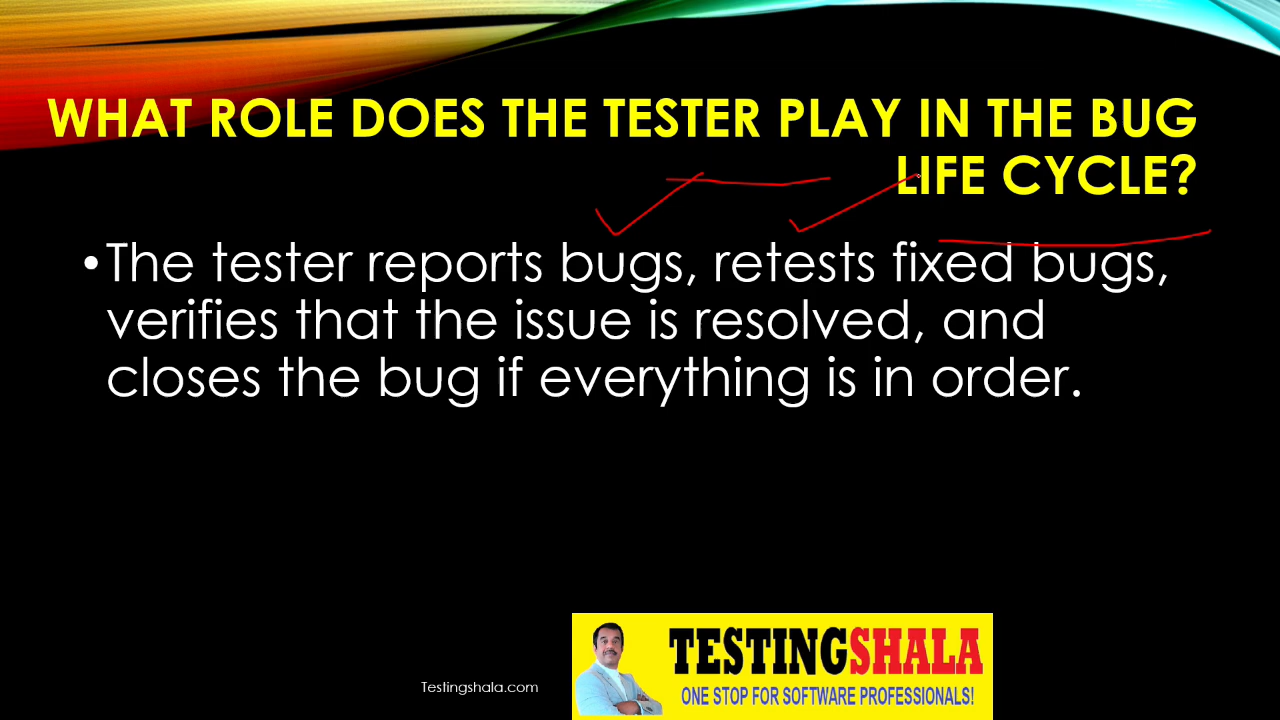 WHAT ROLE DOES THE TESTER PLAY IN THE BUG
LIFE CYCLE?
•The tester reports bugs, retests fixed bugs,
verifies that the issue is resolved, and
closes the bug if everything is in order.
Testingshala.com
TESTINGSHALA
ONE STOP FOR SOFTWARE PROFESSIONALS!